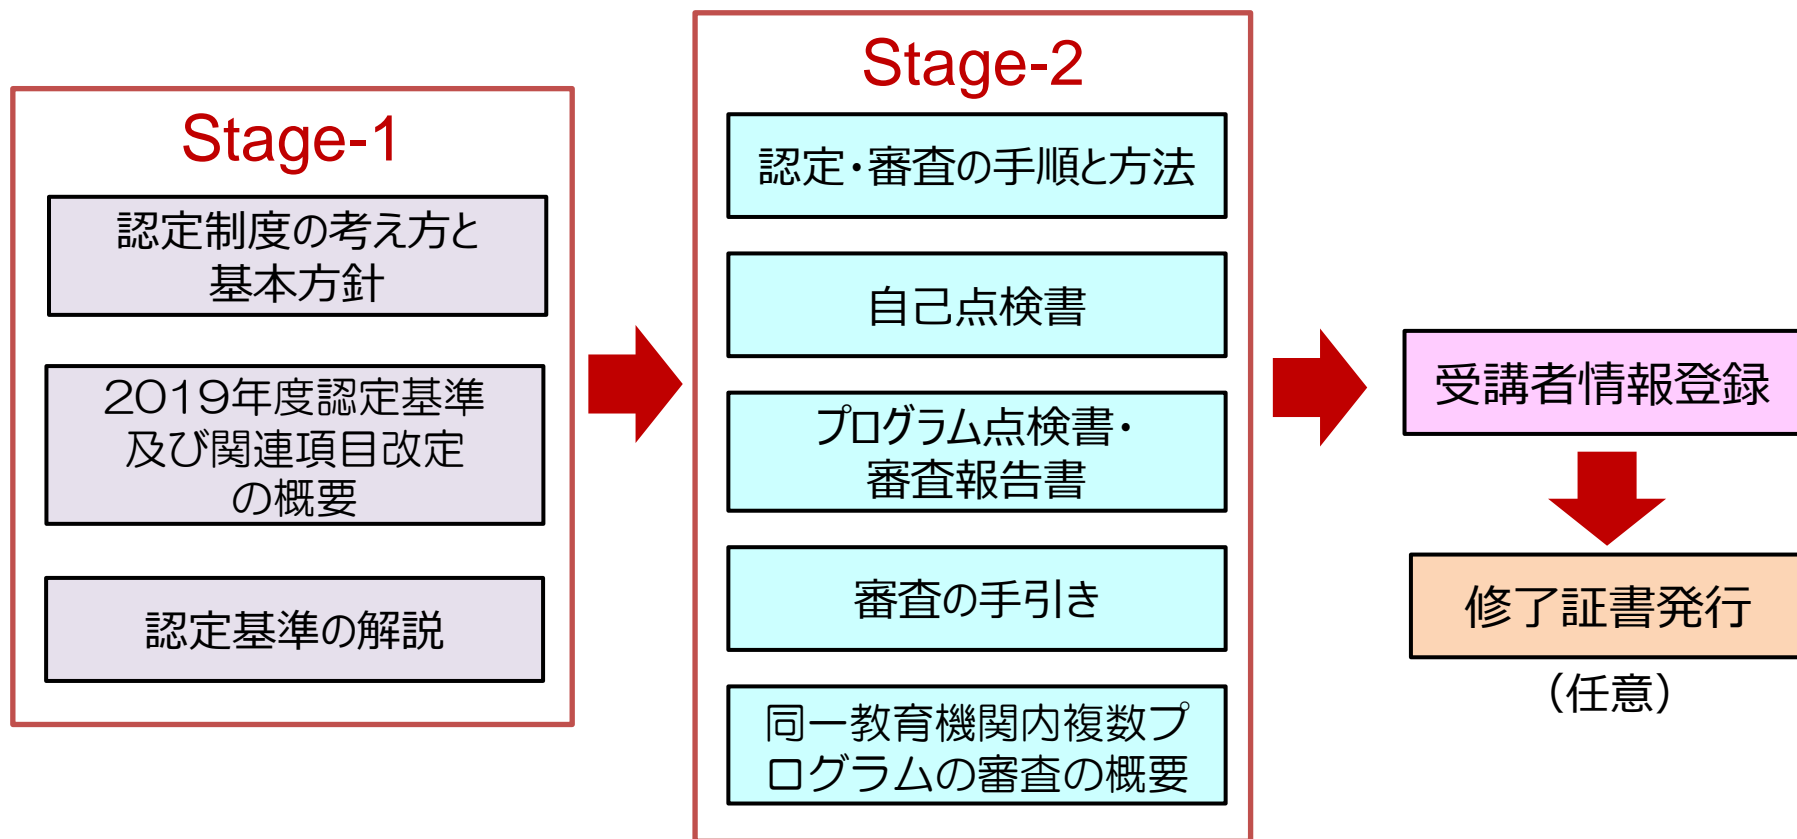 Stage-1
認定制度の考え方と
基本方針
2019年度認定基準
及び関連項目改定
の概要
認定基準の解説
Stage-2
認定・審査の手順と方法
自己点検書
プログラム点検書・
審査報告書
審査の手引き
同一教育機関内複数プ
ログラムの審査の概要
受講者情報登録
修了証書発行
（任意）